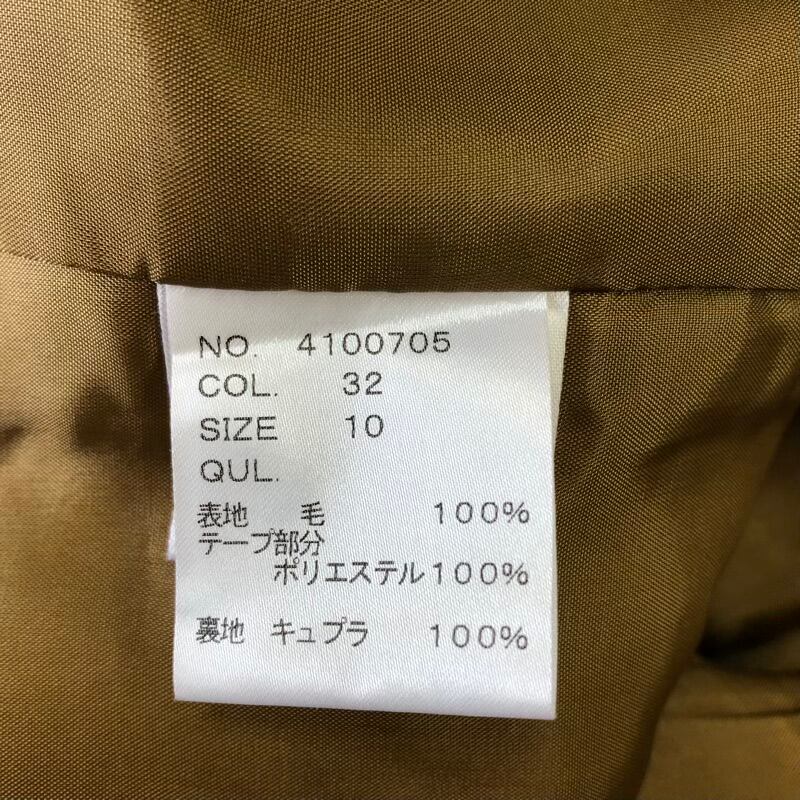 NO. 4100705
COL. 32
SIZE 10
QUL.
表地 毛 100%
テープ部分
ポリエステル100%
裏地 キュプラ 100%